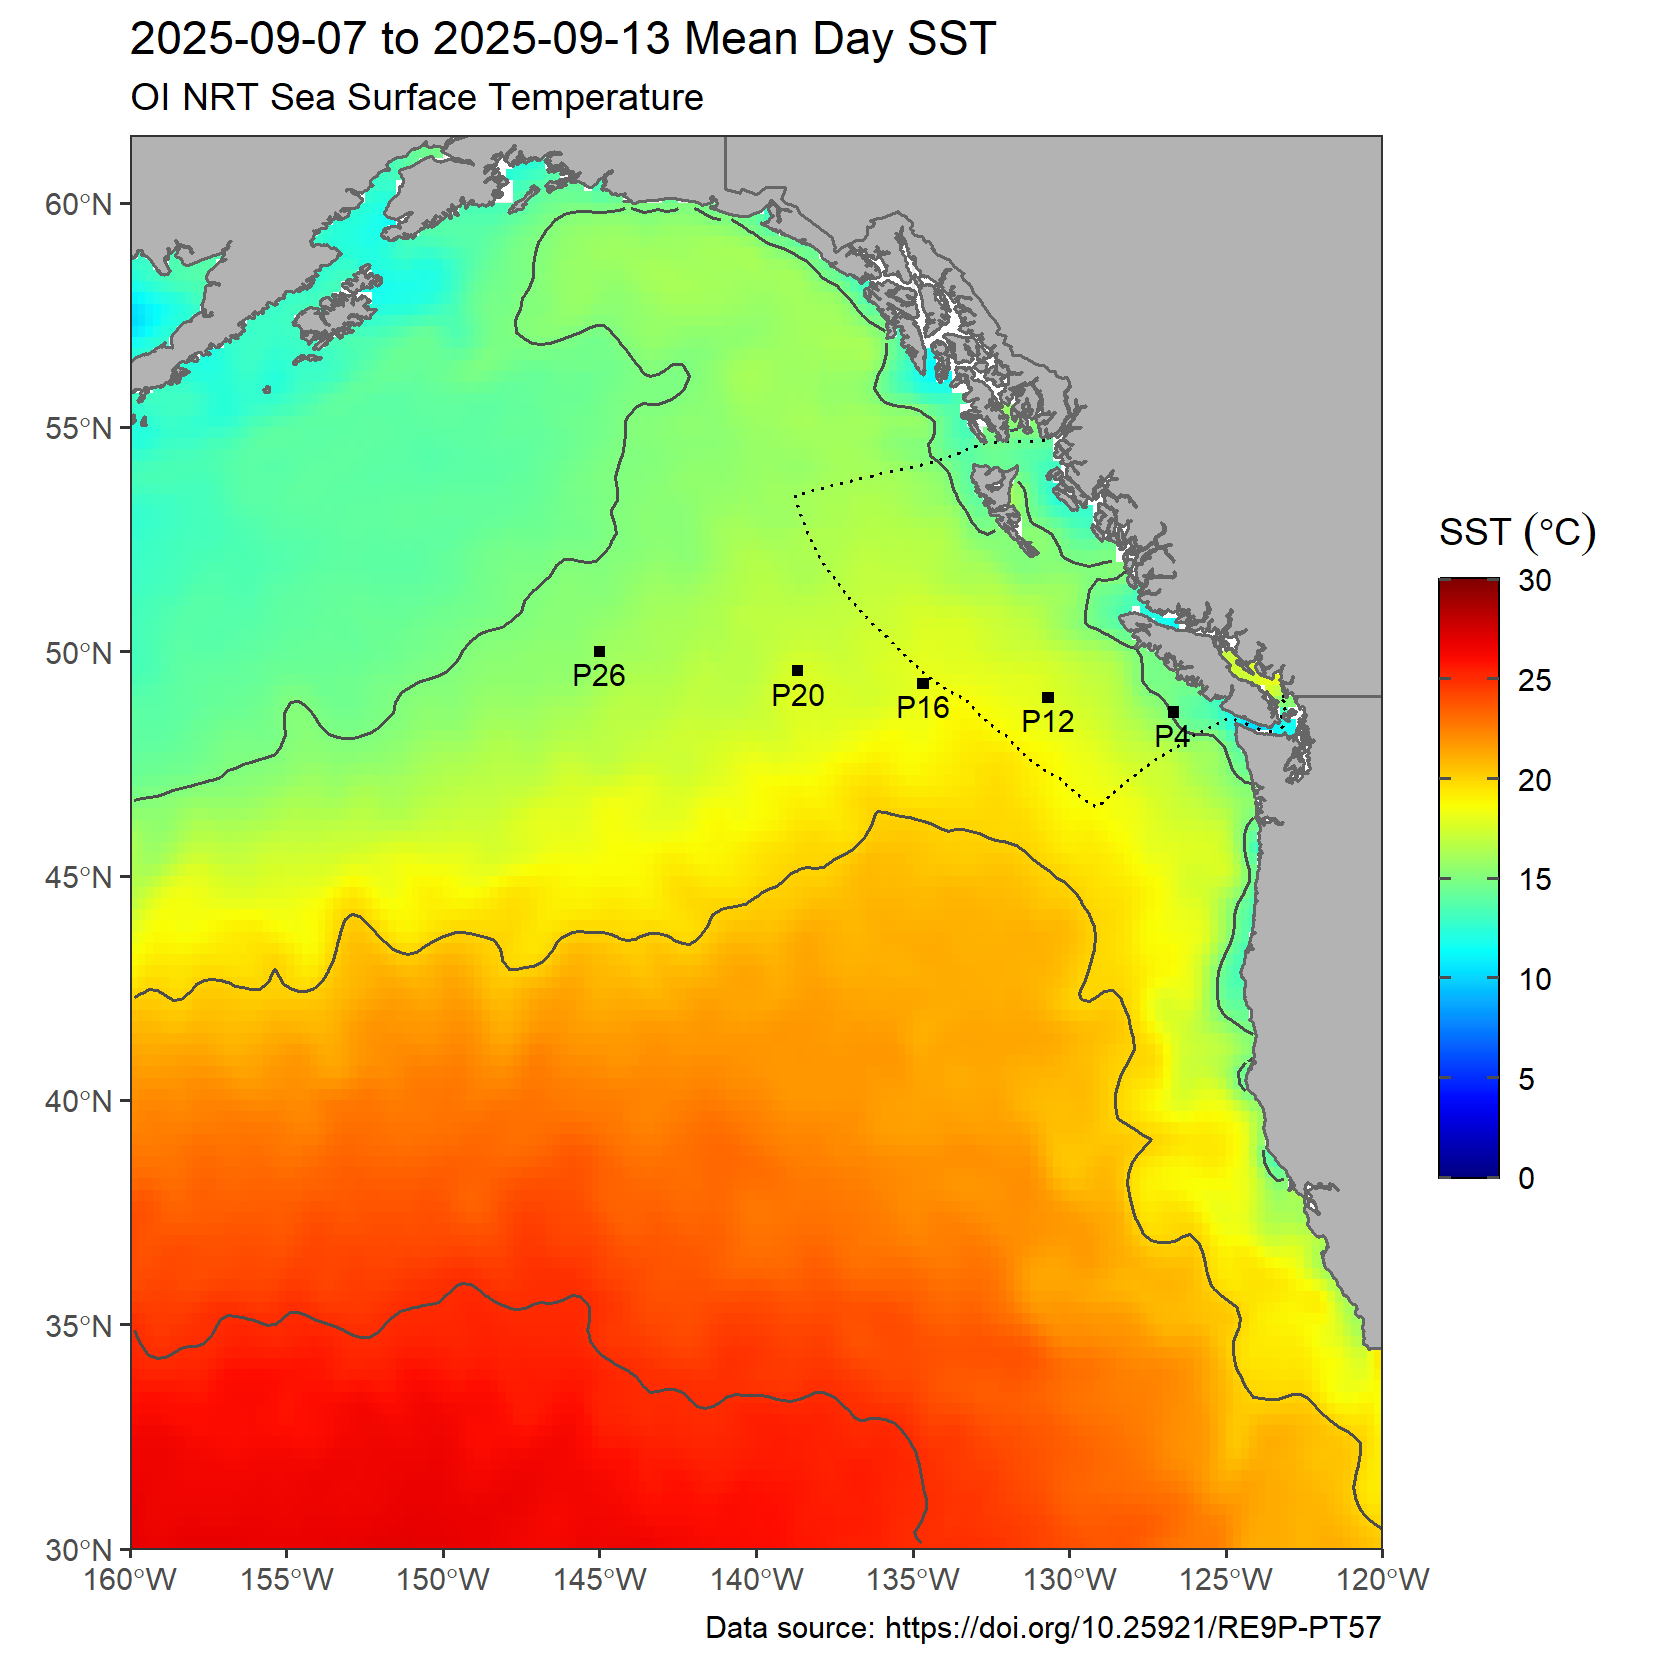 2025-09-07 to 2025-09-13 Mean Day SST
OI NRT Sea Surface Temperature
60°N
55°N
50°N
45°N
40°N
35°N
30°N
P26
P20
P16
P12
P4
160°W 155°W 150°W 145°W 140°W 135°W 130°W 125°W 120°W
SST (°C)
30
25
20
15
10
5
0
Data source: https://doi.org/10.25921/RE9P-PT57